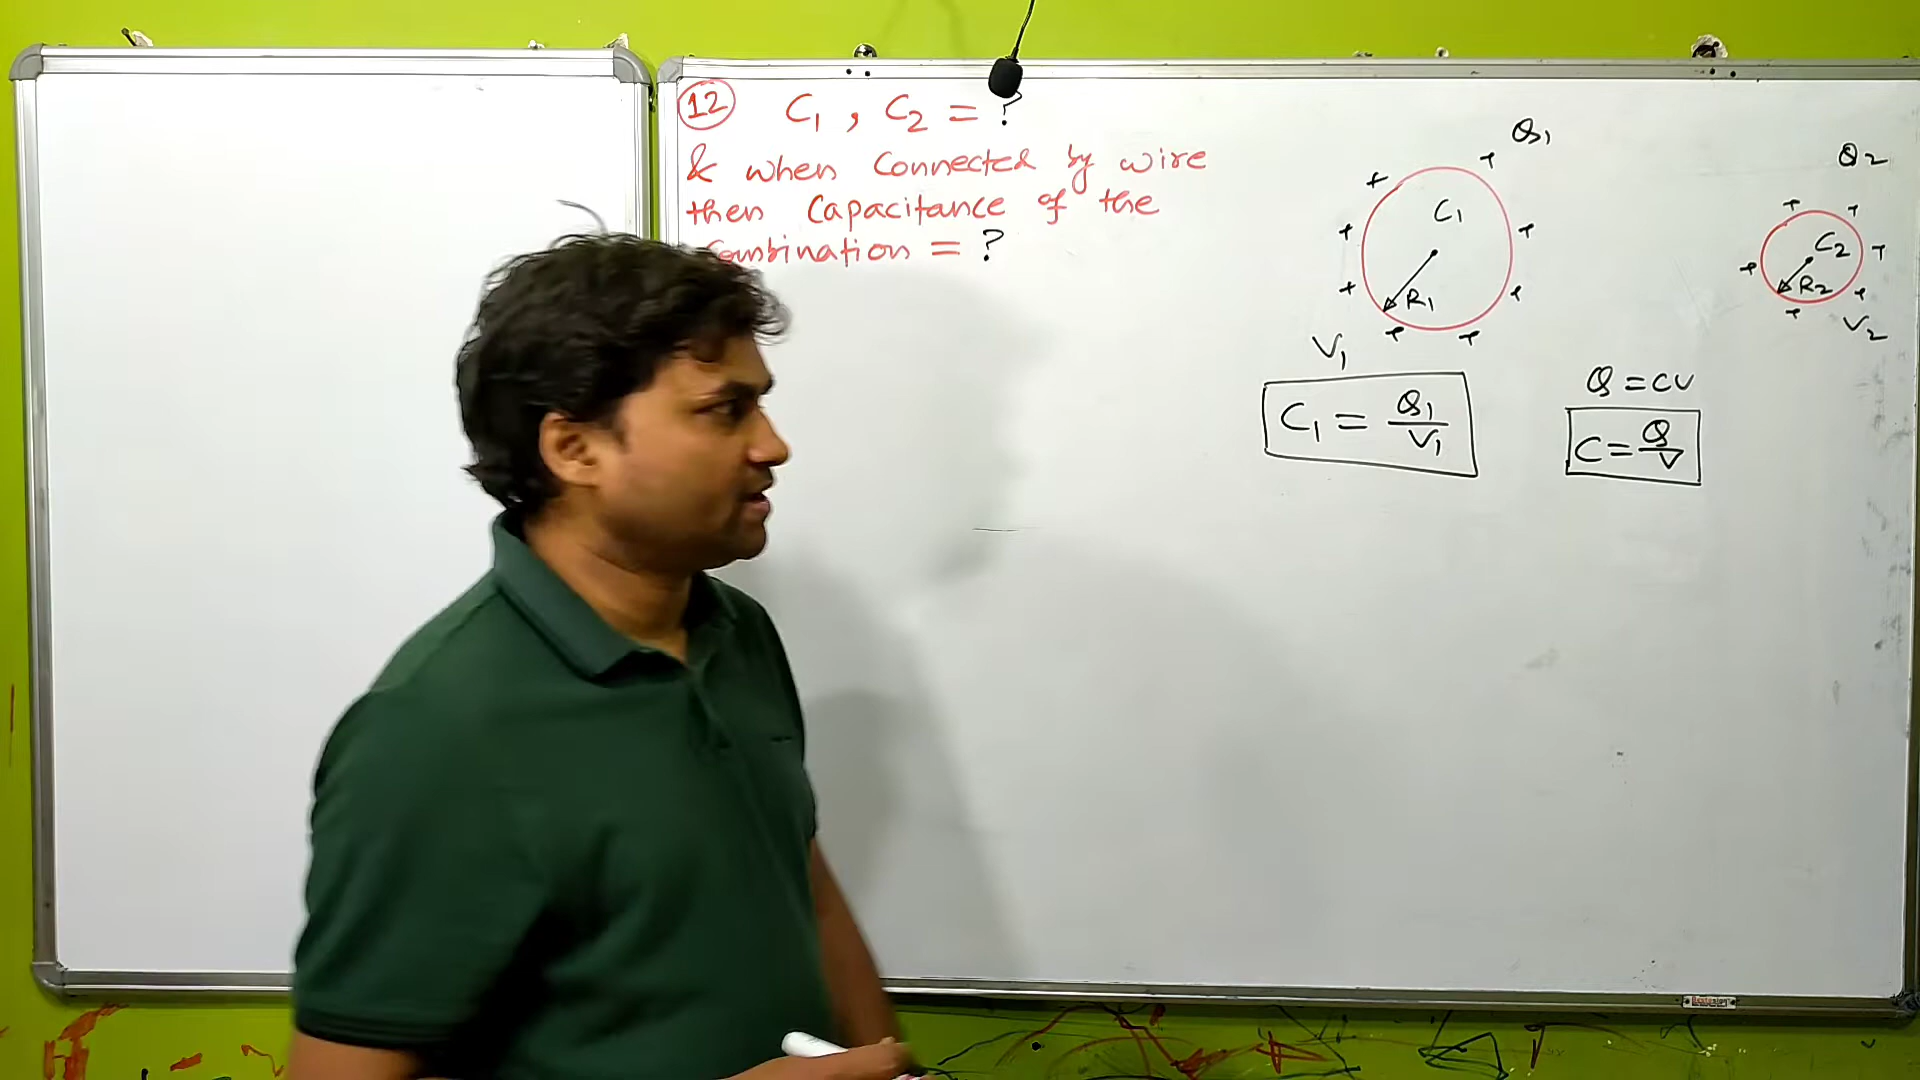 12 C1, C2 = ?
& when Connected by wire
then Capacitance of the
Combination = ?
Q1
C1
R1
V1
Q2
C2
R2
V2
C1 = Q1/V1
Q = CV
C = Q/V